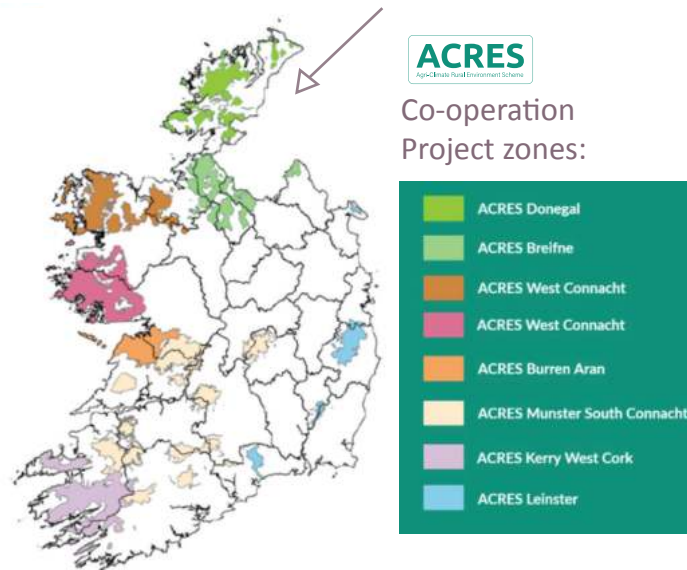 ACRES
Agri-Climate Rural Environment Scheme
Co-operation
Project zones:
ACRES Donegal
ACRES Breifne
ACRES West Connacht
ACRES West Connacht
ACRES Burren Aran
ACRES Munster South Connacht
ACRES Kerry West Cork
ACRES Leinster